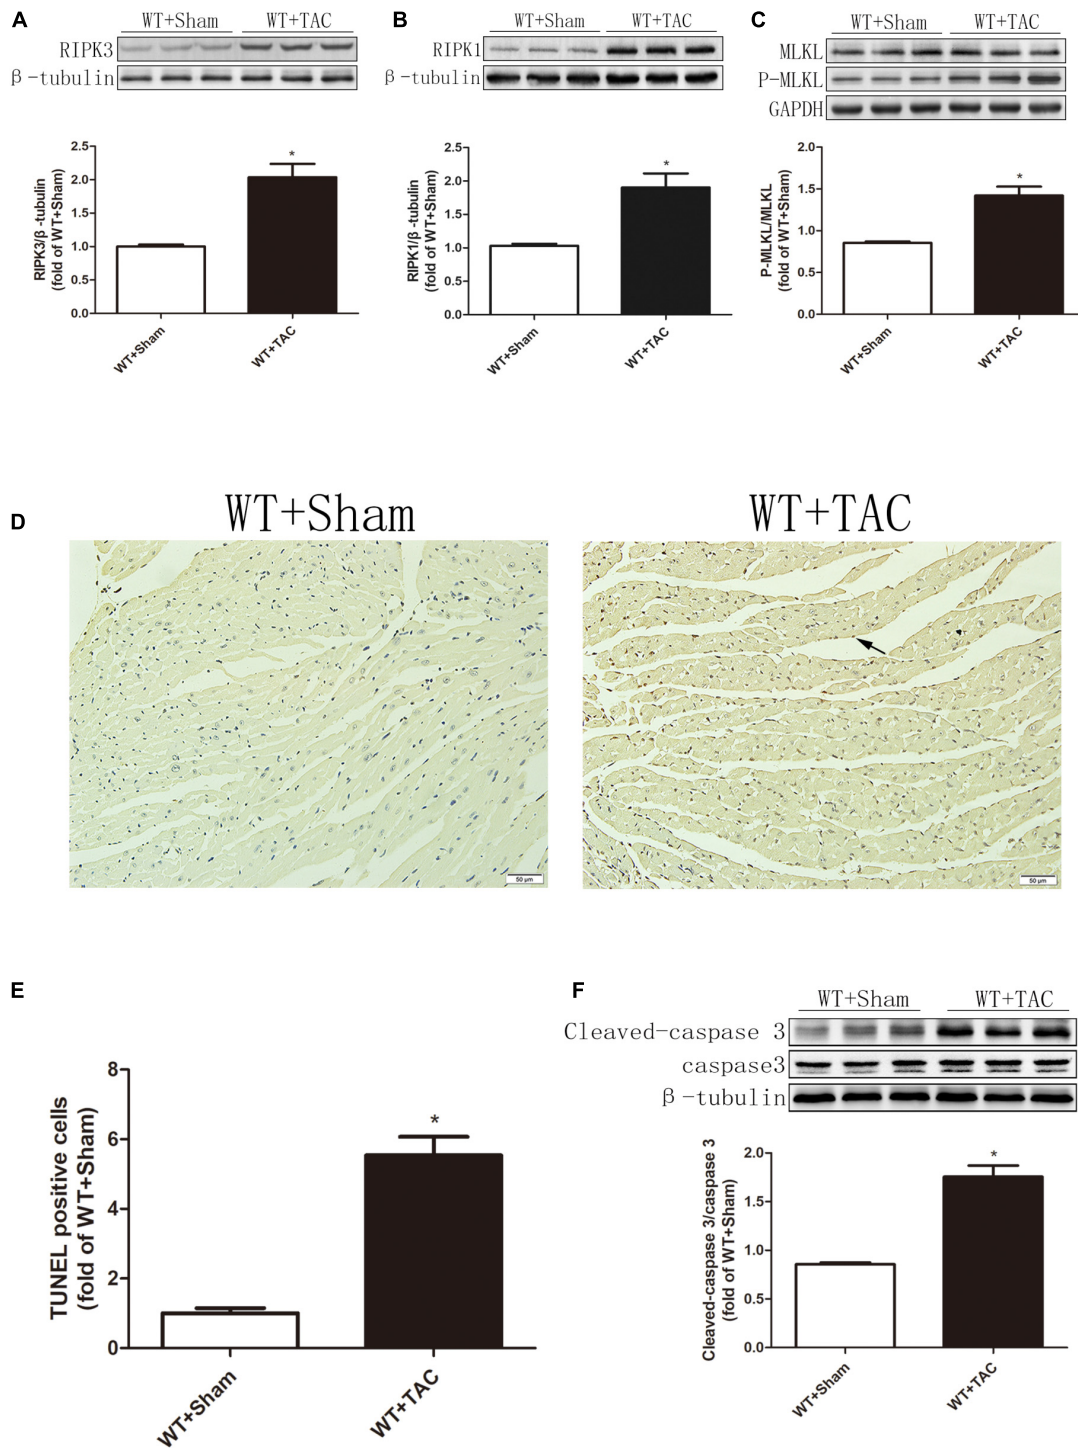 A
WT+Sham WT+TAC
RIPK3
β-tubulin
2.5
2.0
1.5
1.0
0.5
0.0
RIPK3/β -tubulin
(fold of WT+Sham)
*
WT+Sham
WT+TAC
B
WT+Sham WT+TAC
RIPK1
β-tubulin
2.5
2.0
1.5
1.0
0.5
0.0
RIPK1/β -tubulin
(fold of WT+Sham)
*
WT+Sham
WT+TAC
C
WT+Sham WT+TAC
MLKL
P-MLKL
GAPDH
2.0
1.5
1.0
0.5
0.0
P-MLKL/MLKL
(fold of WT+Sham)
*
WT+Sham
WT+TAC
D
WT+Sham
WT+TAC
50 μm
50 μm
E
8
6
4
2
0
TUNEL positive cells
(fold of WT+Sham)
*
WT+Sham
WT+TAC
F
WT+Sham WT+TAC
Cleaved-caspase 3
caspase3
β-tubulin
2.0
1.5
1.0
0.5
0.0
Cleaved-caspase 3/caspase 3
(fold of WT+Sham)
*
WT+Sham
WT+TAC